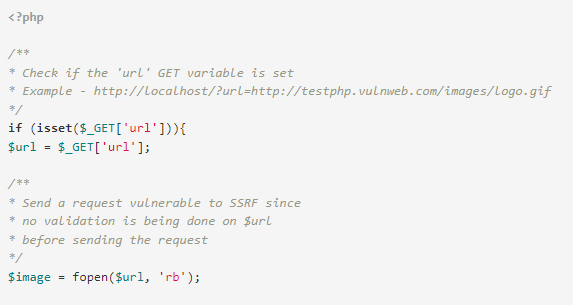 <?php
/**
* Check if the 'url' GET variable is set
* Example - http://localhost/?url=http://testphp.vulnweb.com/images/logo.gif
*/
if (isset($_GET['url'])){
$url = $_GET['url'];
/**
* Send a request vulnerable to SSRF since
* no validation is being done on $url
* before sending the request
*/
$image = fopen($url, 'rb');